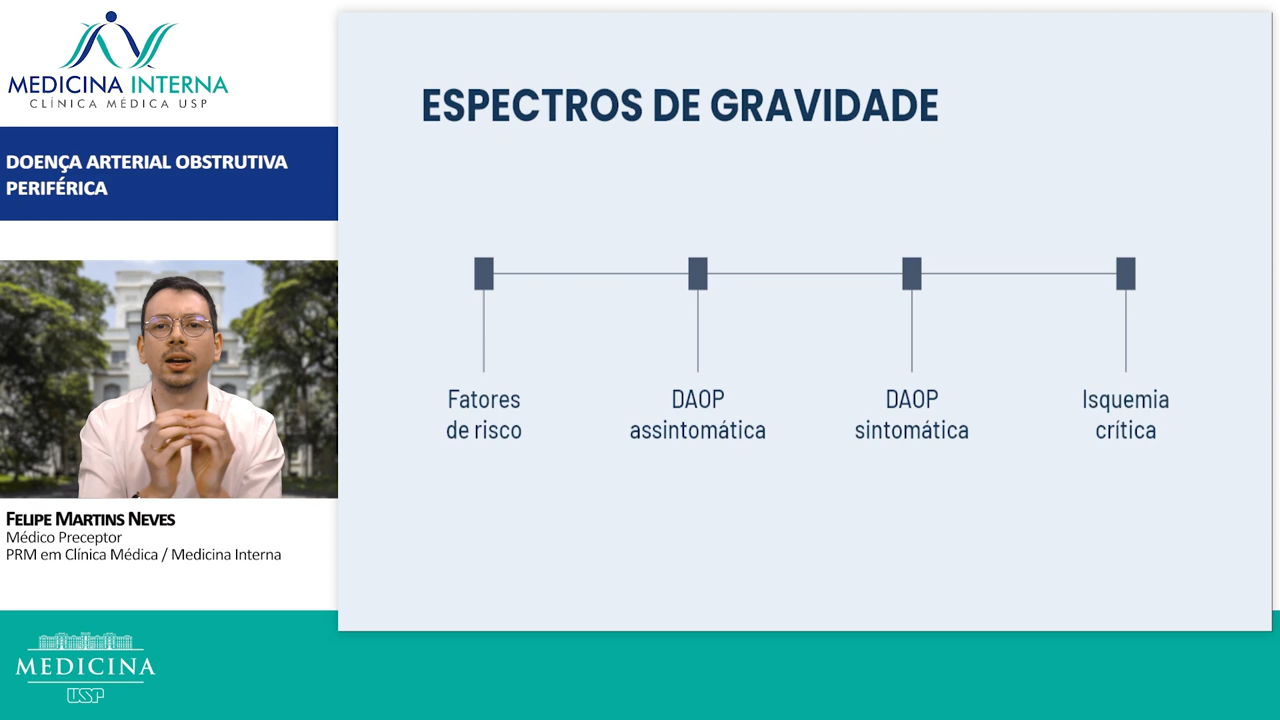 MEDICINA INTERNA
CLÍNICA MÉDICA USP
DOENÇA ARTERIAL OBSTRUTIVA
PERIFÉRICA
FELIPE MARTINS NEVES
Médico Preceptor
PRM em Clínica Médica / Medicina Interna
MEDICINA
USP
ESPECTROS DE GRAVIDADE
Fatores
de risco
DAOP
assintomática
DAOP
sintomática
Isquemia
crítica